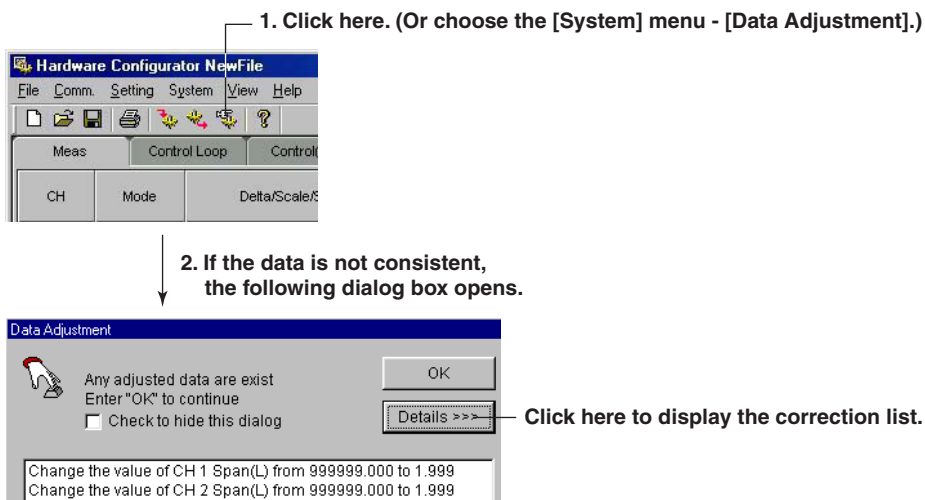 1. Click here. (Or choose the [System] menu - [Data Adjustment].)
Hardware Configurator NewFile
File Comm. Setting System View Help
Meas Control Loop Control(
CH Mode Delta/Scale/S
2. If the data is not consistent,
the following dialog box opens.
Data Adjustment
Any adjusted data are exist
Enter "OK" to continue
Check to hide this dialog
OK
Details >>>
Click here to display the correction list.
Change the value of CH 1 Span(L) from 999999.000 to 1.999
Change the value of CH 2 Span(L) from 999999.000 to 1.999